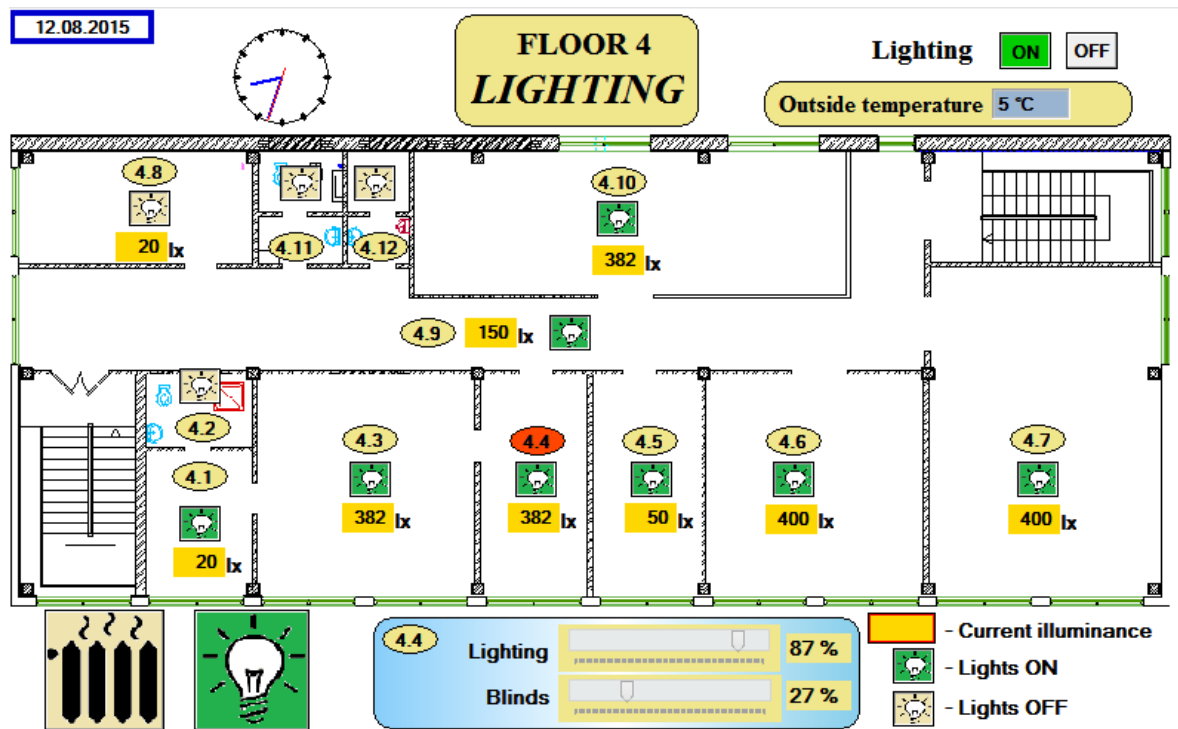 12.08.2015
FLOOR 4
LIGHTING
Lighting ON OFF
Outside temperature 5 °C
4.8
20 lx
4.11
4.12
4.10
382 lx
4.9 150 lx
4.2
4.1
20 lx
4.3
382 lx
4.4
382 lx
4.5
50 lx
4.6
400 lx
4.7
400 lx
4.4
Lighting 87 %
Blinds 27 %
- Current illuminance
- Lights ON
- Lights OFF